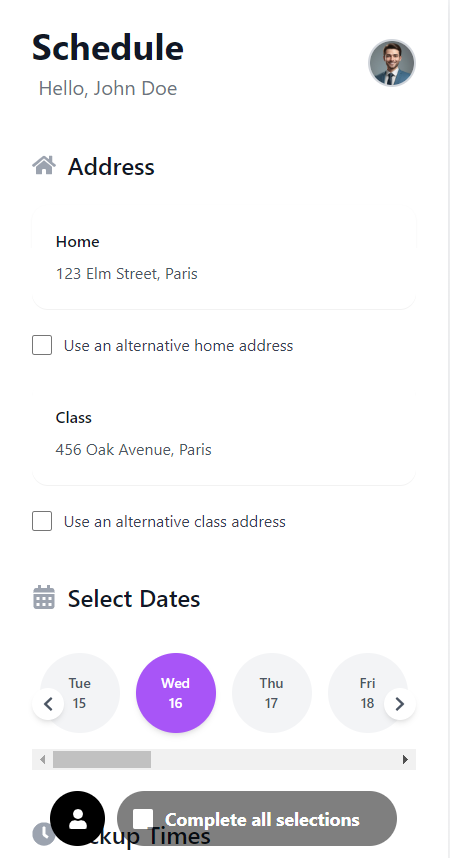 Schedule
Hello, John Doe
Address
Home
123 Elm Street, Paris
Use an alternative home address
Class
456 Oak Avenue, Paris
Use an alternative class address
Select Dates
Tue
15
Wed
16
Thu
17
Fri
18
Complete all selections
ckup Times